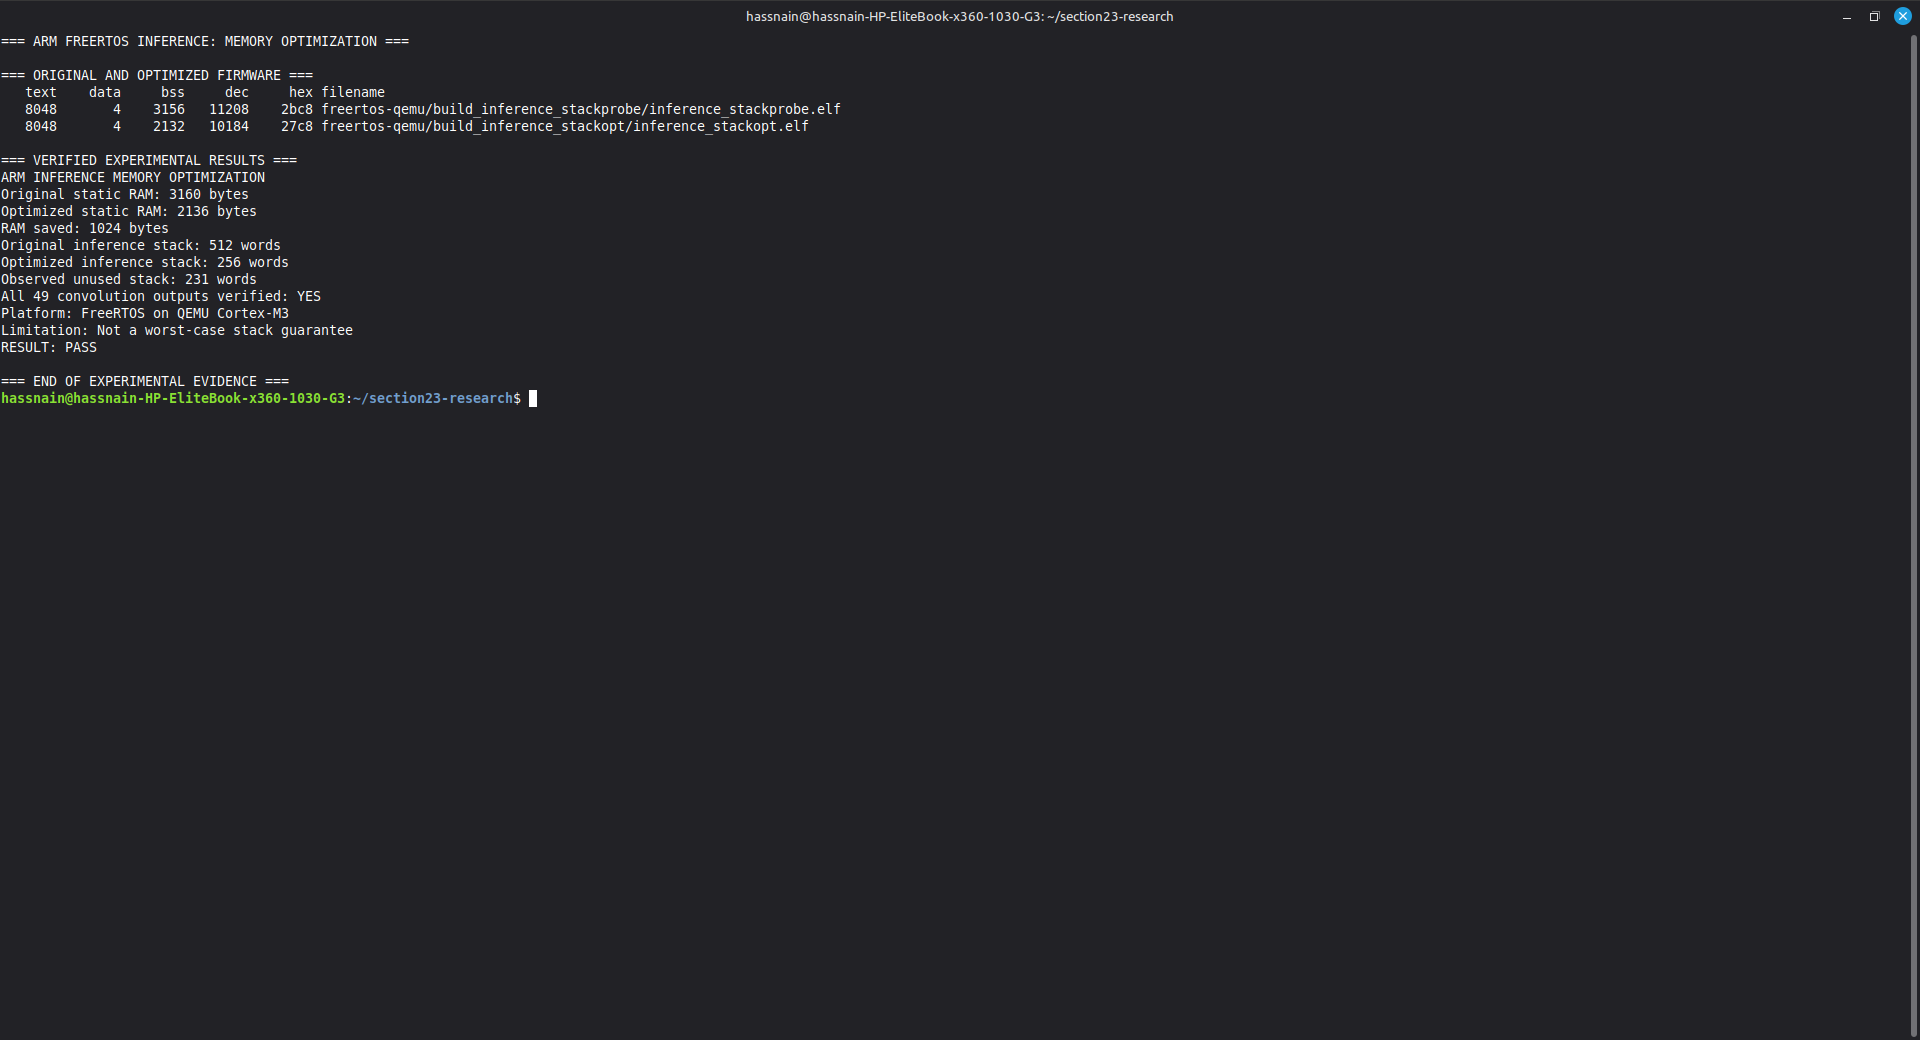 hassnain@hassnain-HP-EliteBook-x360-1030-G3: ~/section23-research
=== ARM FREERTOS INFERENCE: MEMORY OPTIMIZATION ===
=== ORIGINAL AND OPTIMIZED FIRMWARE ===
   text    data     bss     dec     hex filename
   8048       4    3156   11208    2bc8 freertos-qemu/build_inference_stackprobe/inference_stackprobe.elf
   8048       4    2132   10184    27c8 freertos-qemu/build_inference_stackopt/inference_stackopt.elf
=== VERIFIED EXPERIMENTAL RESULTS ===
ARM INFERENCE MEMORY OPTIMIZATION
Original static RAM: 3160 bytes
Optimized static RAM: 2136 bytes
RAM saved: 1024 bytes
Original inference stack: 512 words
Optimized inference stack: 256 words
Observed unused stack: 231 words
All 49 convolution outputs verified: YES
Platform: FreeRTOS on QEMU Cortex-M3
Limitation: Not a worst-case stack guarantee
RESULT: PASS
=== END OF EXPERIMENTAL EVIDENCE ===
hassnain@hassnain-HP-EliteBook-x360-1030-G3:~/section23-research$